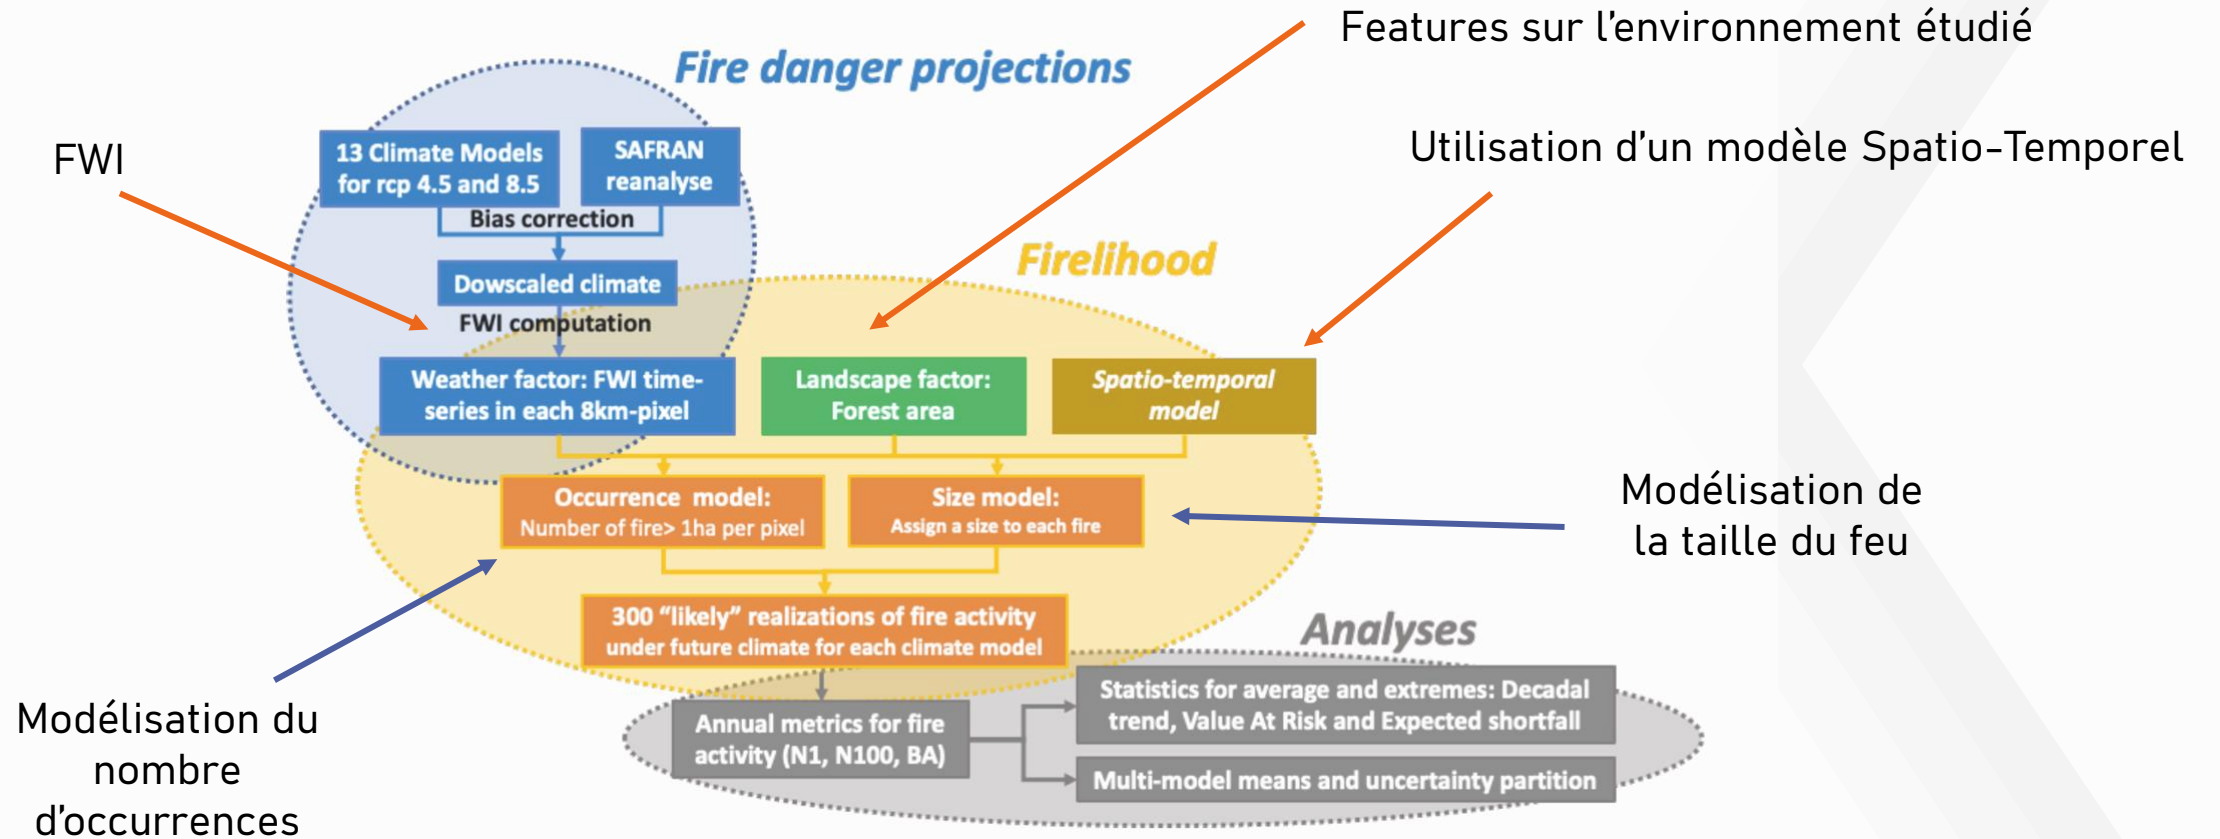 Features sur l'environnement étudié
Fire danger projections
FWI
Utilisation d'un modèle Spatio-Temporel
13 Climate Models
for rcp 4.5 and 8.5
SAFRAN
reanalyse
Bias correction
Firelihood
Dowscaled climate
FWI computation
Weather factor: FWI time-
series in each 8km-pixel
Landscape factor:
Forest area
Spatio-temporal
model
Occurrence model:
Number of fire> 1ha per pixel
Size model:
Assign a size to each fire
Modélisation de
la taille du feu
300 “likely” realizations of fire activity
under future climate for each climate model
Analyses
Modélisation du
nombre
d'occurrences
Annual metrics for fire
activity (N1, N100, BA)
Statistics for average and extremes: Decadal
trend, Value At Risk and Expected shortfall
Multi-model means and uncertainty partition